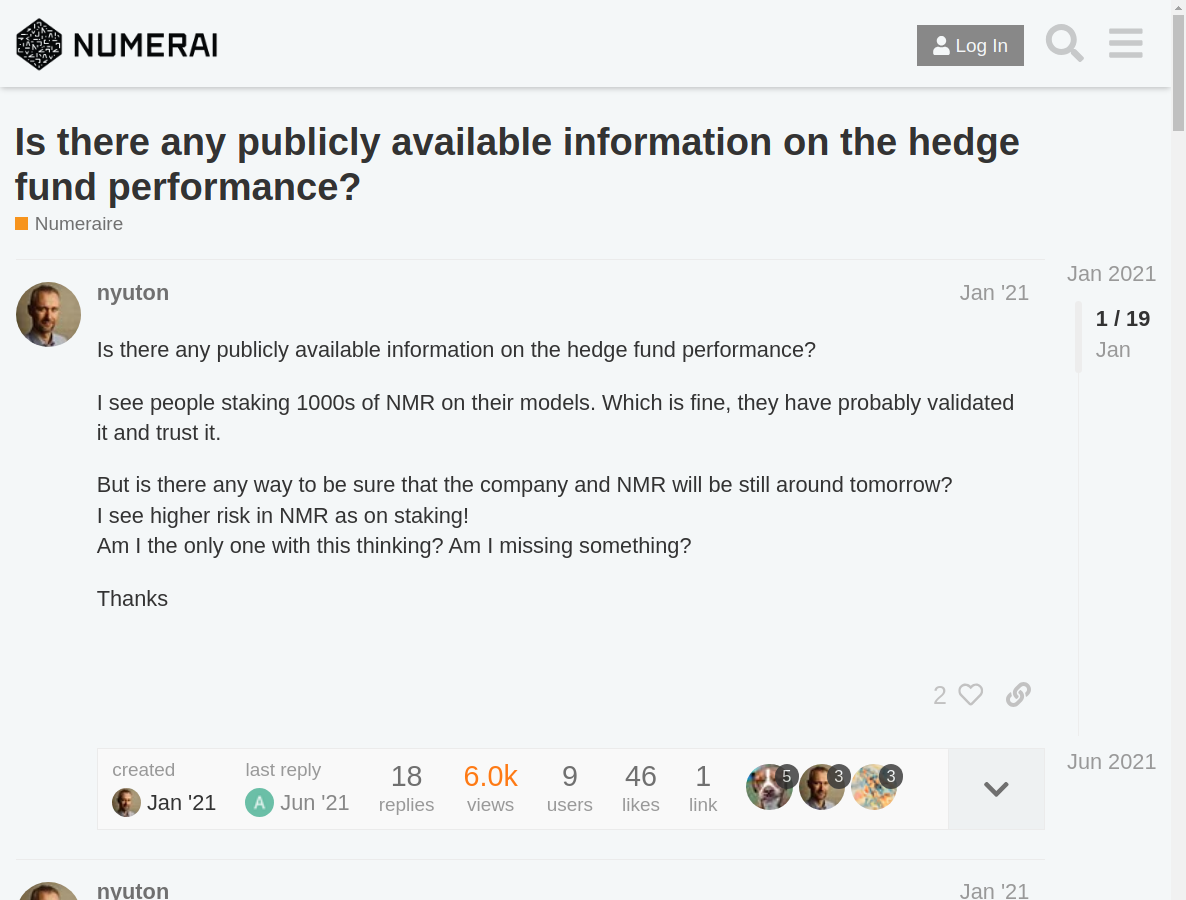 NUMERAI
Log In
Is there any publicly available information on the hedge
fund performance?
Numeraire
nyuton
Jan '21
Is there any publicly available information on the hedge fund performance?
I see people staking 1000s of NMR on their models. Which is fine, they have probably validated
it and trust it.
But is there any way to be sure that the company and NMR will be still around tomorrow?
I see higher risk in NMR as on staking!
Am I the only one with this thinking? Am I missing something?
Thanks
2
Jan 2021
1 / 19
Jan
Jun 2021
created
Jan '21
last reply
A Jun '21
18
replies
6.0k
views
9
users
46
likes
1
link
5
3
3
nyuton
Jan '21